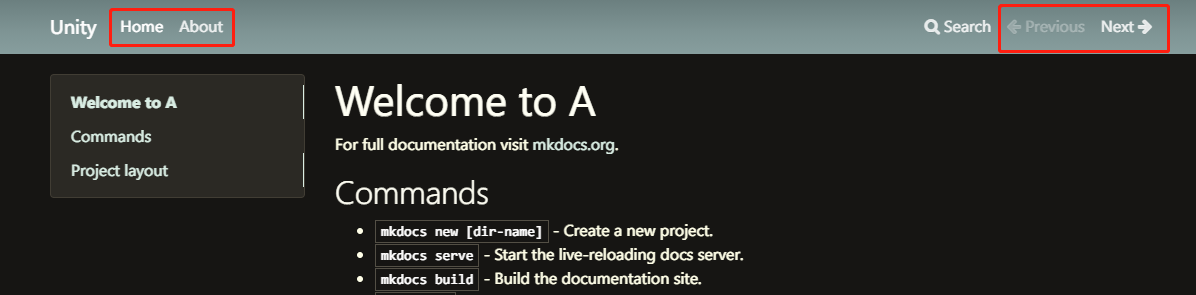 Unity Home About Search Previous Next
Welcome to A
Commands
Project layout
Welcome to A
For full documentation visit mkdocs.org.
Commands
mkdocs new [dir-name] - Create a new project.
mkdocs serve - Start the live-reloading docs server.
mkdocs build - Build the documentation site.